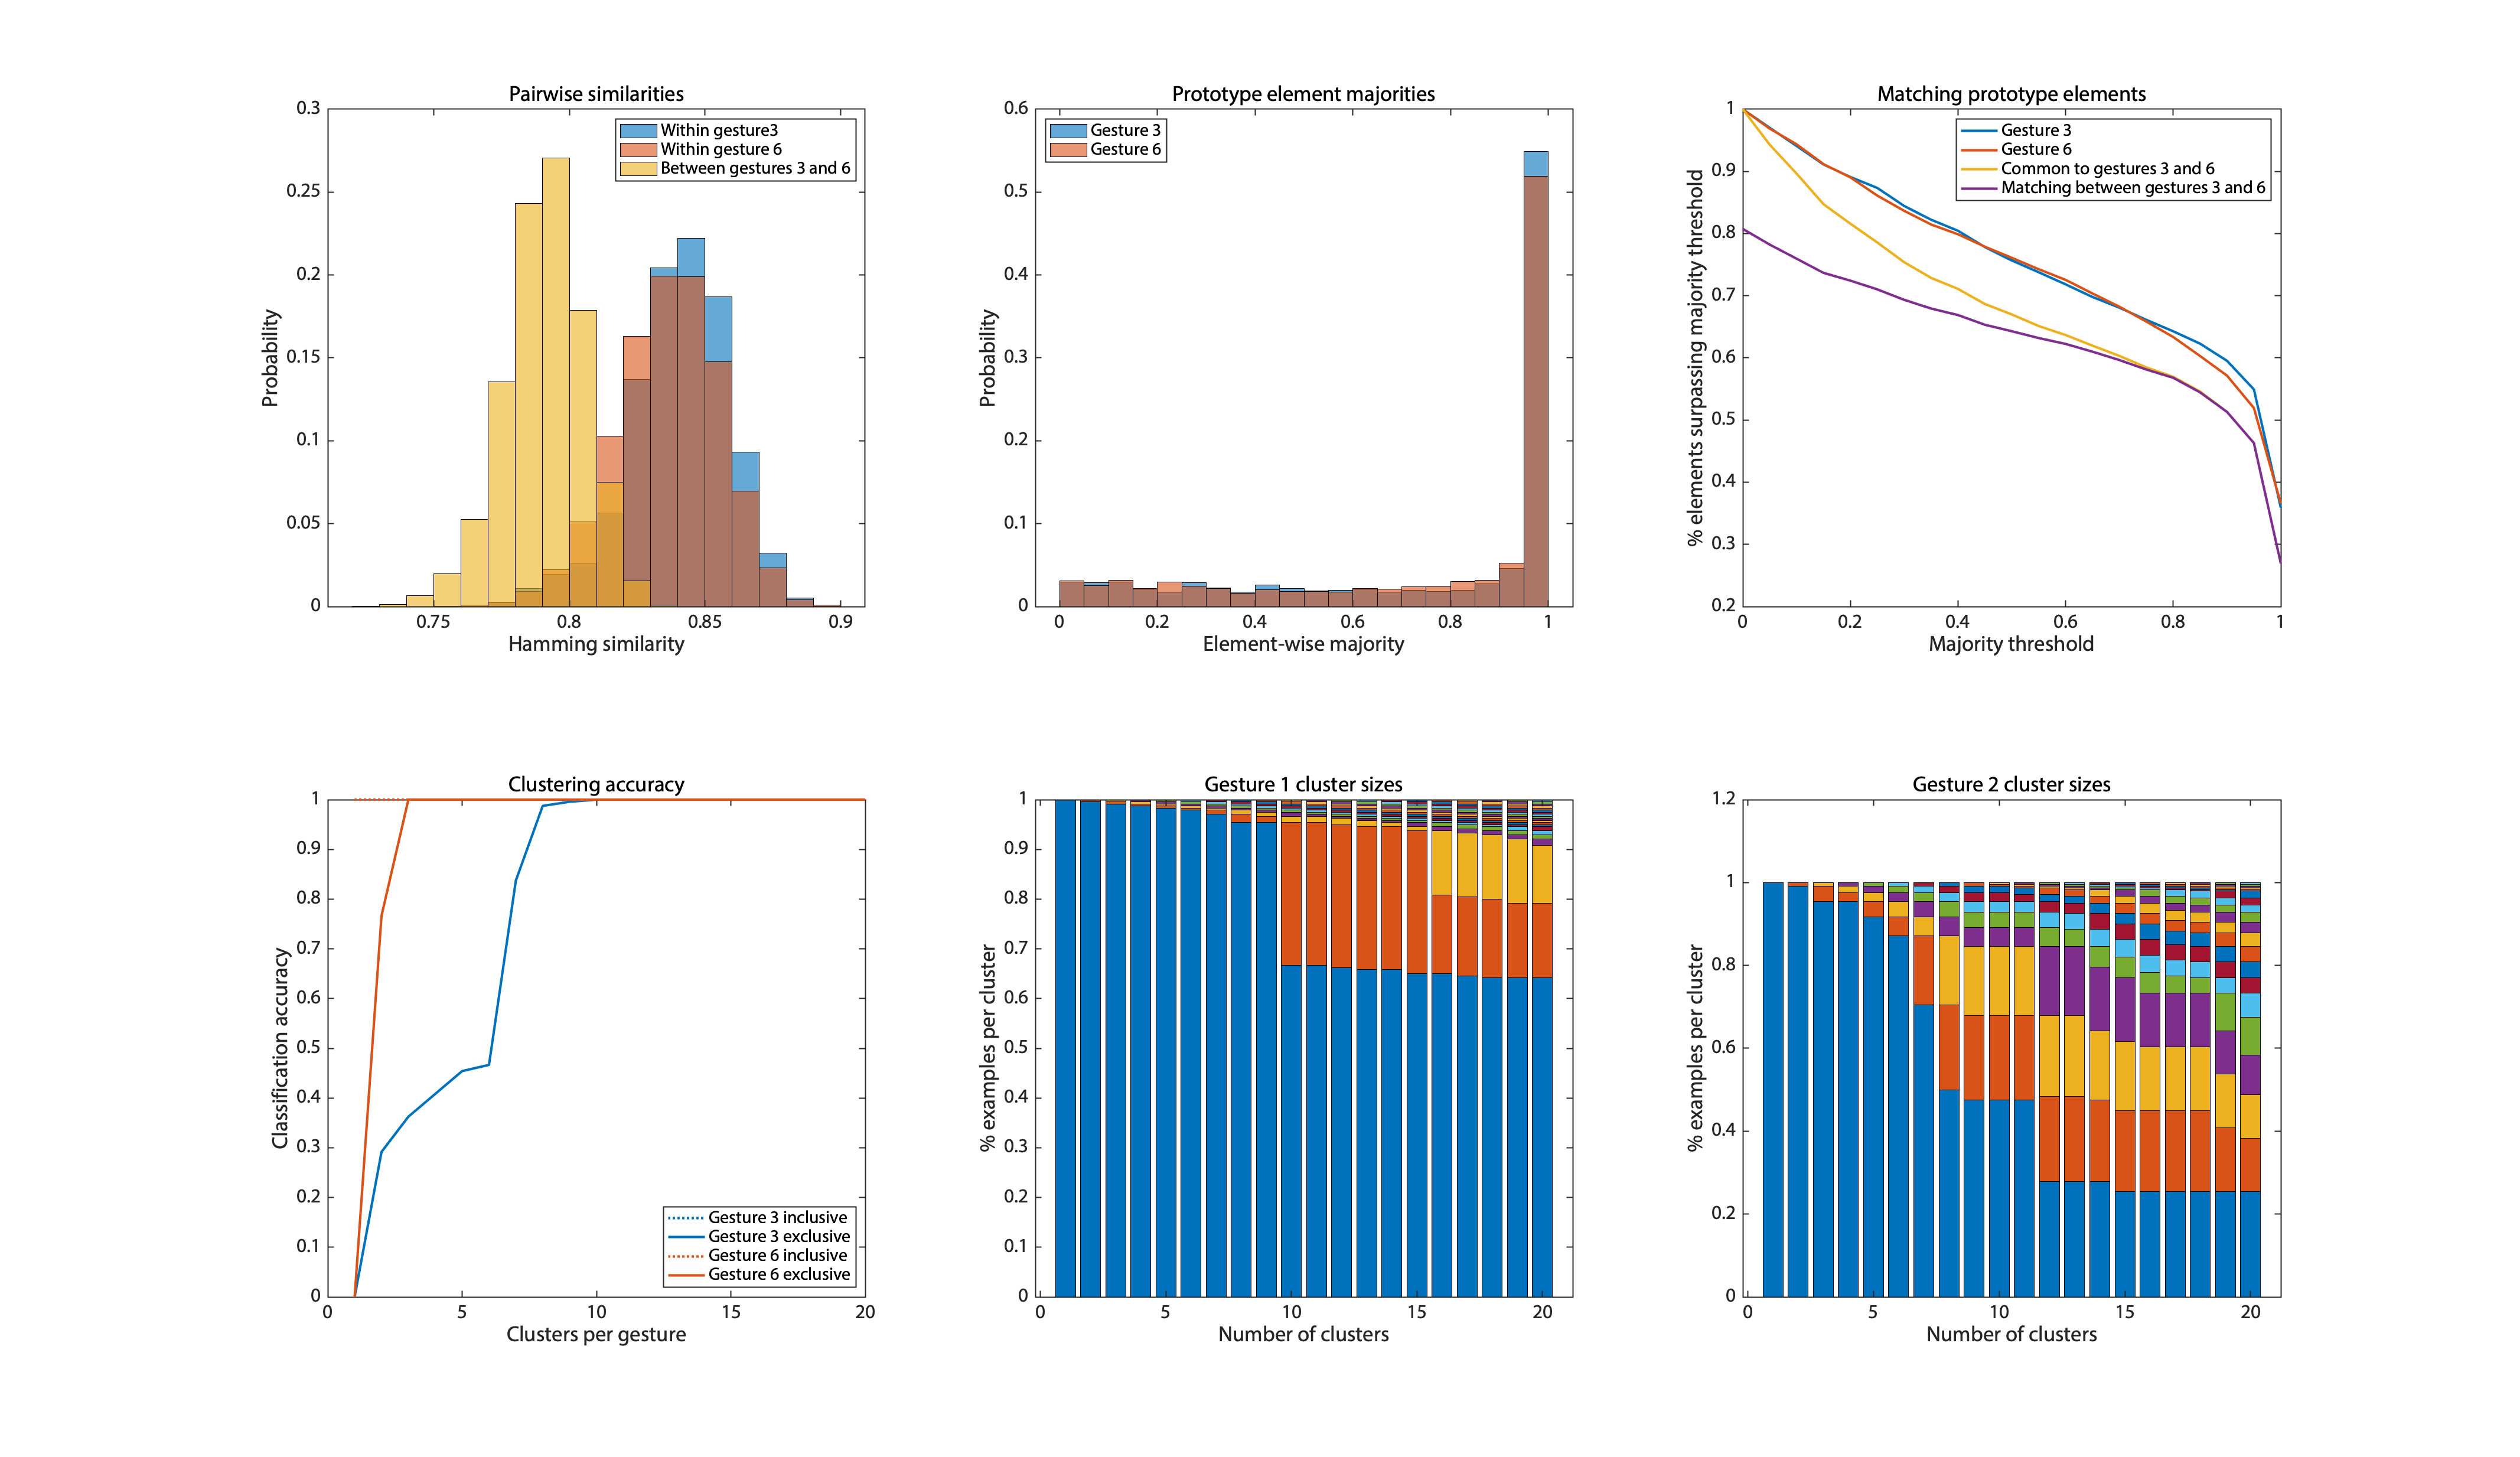 Pairwise similarities
0.3
0.25
0.2
0.15
0.1
0.05
0
Probability
Within gesture3
Within gesture 6
Between gestures 3 and 6
0.75 0.8 0.85 0.9
Hamming similarity
Prototype element majorities
0.6
0.5
0.4
0.3
0.2
0.1
0
Probability
Gesture 3
Gesture 6
0 0.2 0.4 0.6 0.8 1
Element-wise majority
Matching prototype elements
1
0.9
0.8
0.7
0.6
0.5
0.4
0.3
0.2
% elements surpassing majority threshold
Gesture 3
Gesture 6
Common to gestures 3 and 6
Matching between gestures 3 and 6
0 0.2 0.4 0.6 0.8 1
Majority threshold
Clustering accuracy
1
0.9
0.8
0.7
0.6
0.5
0.4
0.3
0.2
0.1
0
Classification accuracy
Gesture 3 inclusive
Gesture 3 exclusive
Gesture 6 inclusive
Gesture 6 exclusive
0 5 10 15 20
Clusters per gesture
Gesture 1 cluster sizes
1
0.9
0.8
0.7
0.6
0.5
0.4
0.3
0.2
0.1
0
% examples per cluster
0 5 10 15 20
Number of clusters
Gesture 2 cluster sizes
1.2
1
0.8
0.6
0.4
0.2
0
% examples per cluster
0 5 10 15 20
Number of clusters